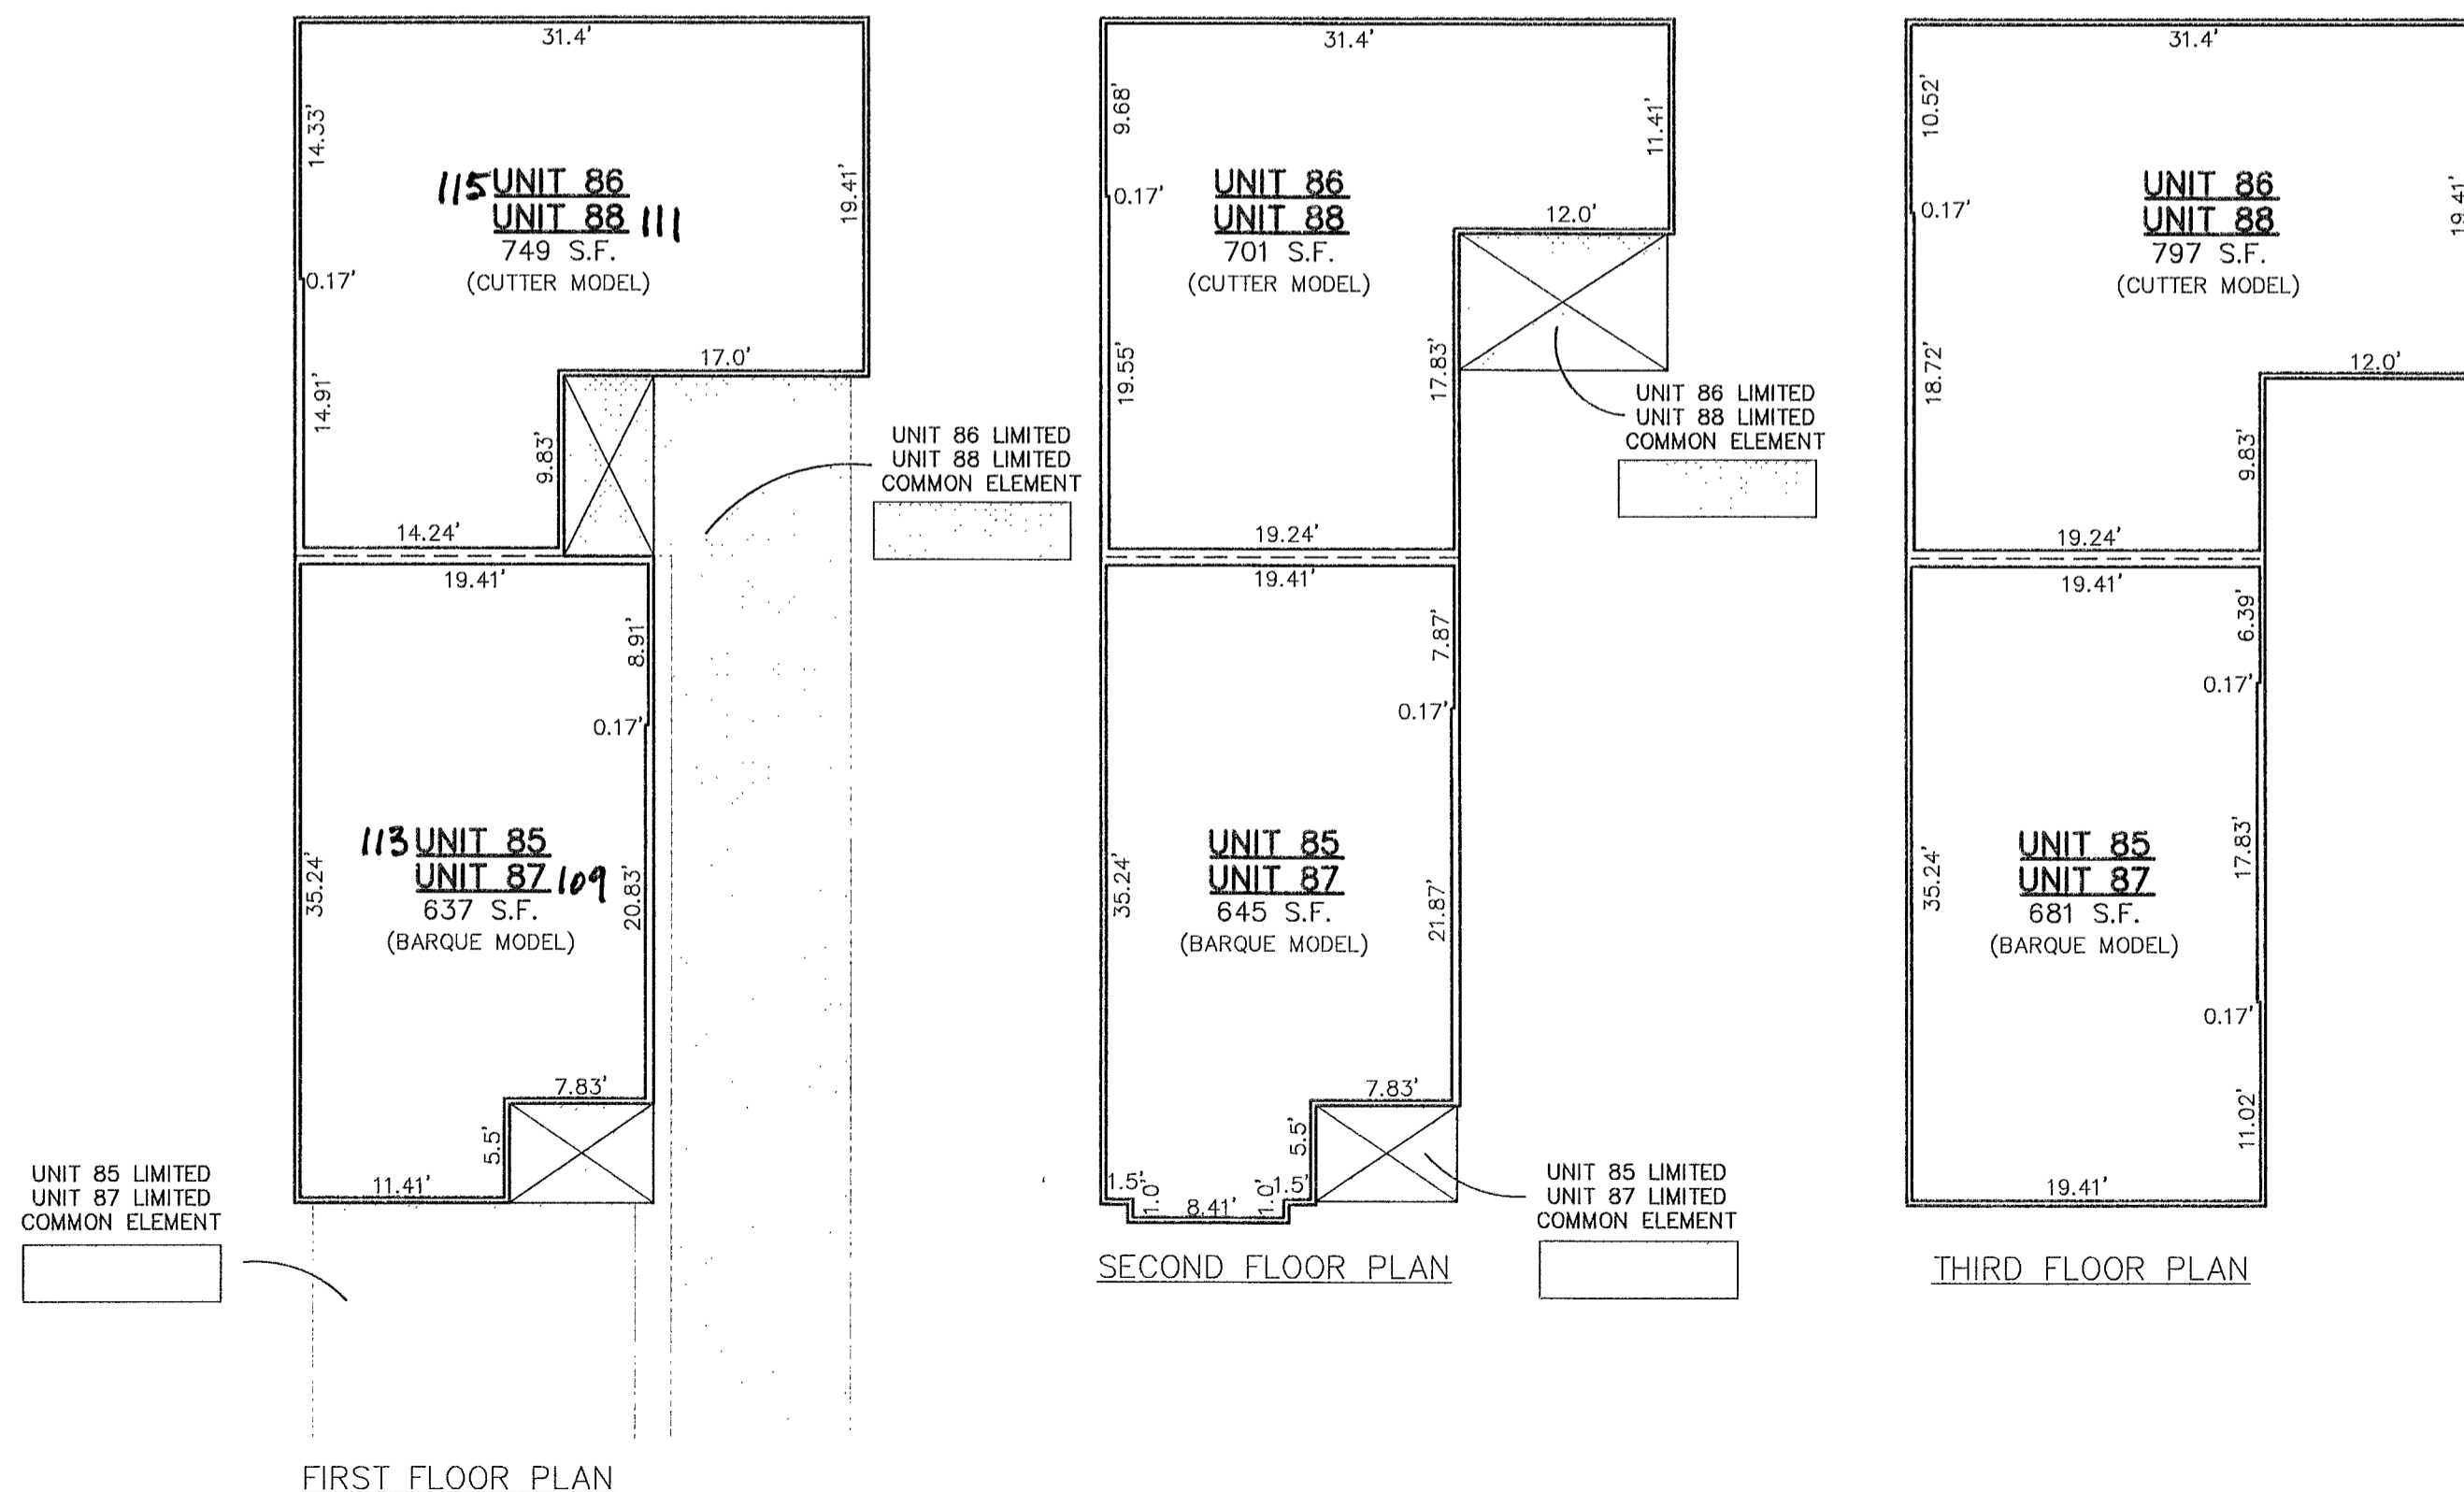 31.4'
14.33'
115 UNIT 86
UNIT 88 111
749 S.F.
(CUTTER MODEL)
19.41'
0.17'
14.91'
17.0'
9.83'
14.24'
UNIT 86 LIMITED
UNIT 88 LIMITED
COMMON ELEMENT
19.41'
8.91'
0.17'
113 UNIT 85
UNIT 87 109
637 S.F.
(BARQUE MODEL)
35.24'
20.83'
7.83'
5.5'
11.41'
UNIT 85 LIMITED
UNIT 87 LIMITED
COMMON ELEMENT
FIRST FLOOR PLAN
31.4'
9.68'
11.41'
0.17'
UNIT 86
UNIT 88
701 S.F.
(CUTTER MODEL)
12.0'
19.55'
17.83'
UNIT 86 LIMITED
UNIT 88 LIMITED
COMMON ELEMENT
19.24'
19.41'
7.87'
0.17'
UNIT 85
UNIT 87
645 S.F.
(BARQUE MODEL)
35.24'
21.87'
7.83'
5.5'
1.5'
1.0'
8.41'
1.0'
1.5'
UNIT 85 LIMITED
UNIT 87 LIMITED
COMMON ELEMENT
SECOND FLOOR PLAN
31.4'
10.52'
0.17'
UNIT 86
UNIT 88
797 S.F.
(CUTTER MODEL)
19.41'
18.72'
12.0'
9.83'
19.24'
19.41'
6.39'
0.17'
UNIT 85
UNIT 87
681 S.F.
(BARQUE MODEL)
35.24'
17.83'
0.17'
11.02'
19.41'
THIRD FLOOR PLAN